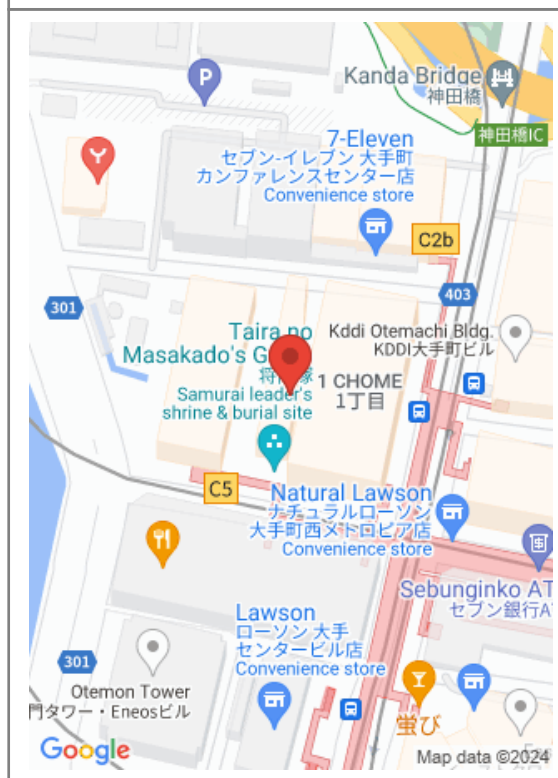 P
Kanda Bridge
神田橋
神田橋IC
7-Eleven
セブン-イレブン 大手町
カンファレンスセンター店
Convenience store
C2b
301
403
Taira no
Masakado's G
将
塚
Samurai leader's
shrine & burial site
Kddi Otemachi Bldg.
KDDI大手町ビル
1 CHOME
1丁目
C5
Natural Lawson
ナチュラルローソン
大手町西メトロピア店
Convenience store
Sebunginko AT
セブン銀行A
Lawson
ローソン 大手
センタービル店
Convenience store
301
Otemon Tower
門タワー・Eneosビル
蛍び
Google
Map data ©2024